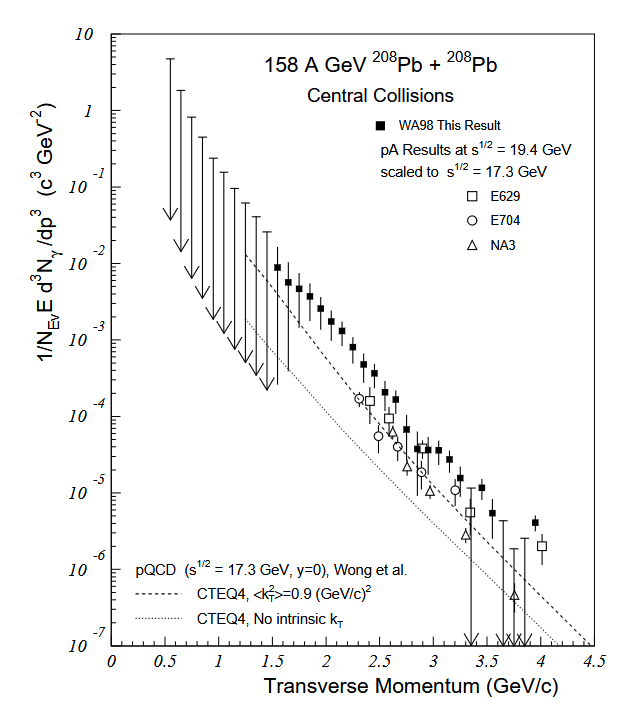 158 A GeV ²⁰⁸Pb + ²⁰⁸Pb
Central Collisions
WA98 This Result
pA Results at s^1/2 = 19.4 GeV
scaled to s^1/2 = 17.3 GeV
E629
E704
NA3
1/N_Ev E d³N_γ/dp³ (c³ GeV⁻²)
10
1
10⁻¹
10⁻²
10⁻³
10⁻⁴
10⁻⁵
10⁻⁶
10⁻⁷
pQCD (s^1/2 = 17.3 GeV, y=0), Wong et al.
CTEQ4, <k_T²>=0.9 (GeV/c)²
CTEQ4, No intrinsic k_T
0 0.5 1 1.5 2 2.5 3 3.5 4 4.5
Transverse Momentum (GeV/c)